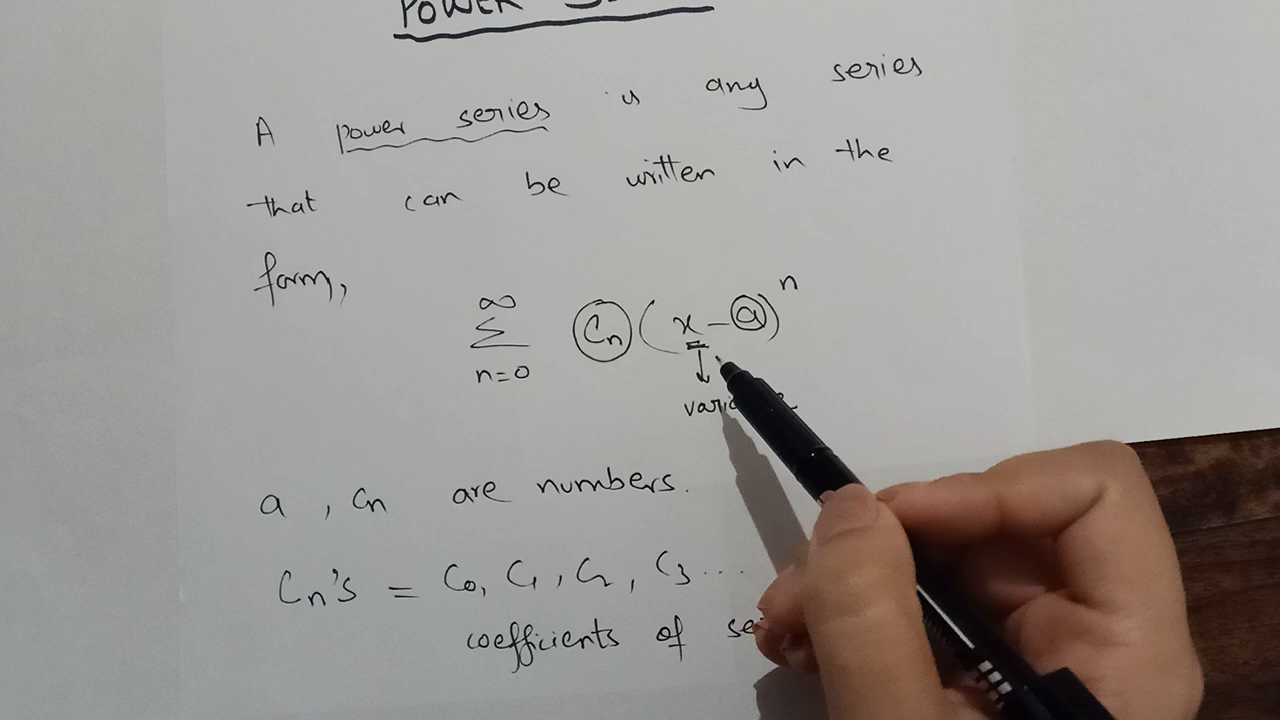 POWER
A power series is any series
that can be written in the
form,
∞
Σ Cn (x - a)^n
n=0
↓
a, Cn are numbers.
Cn's = C0, C1, C2, C3 ...
coefficients of